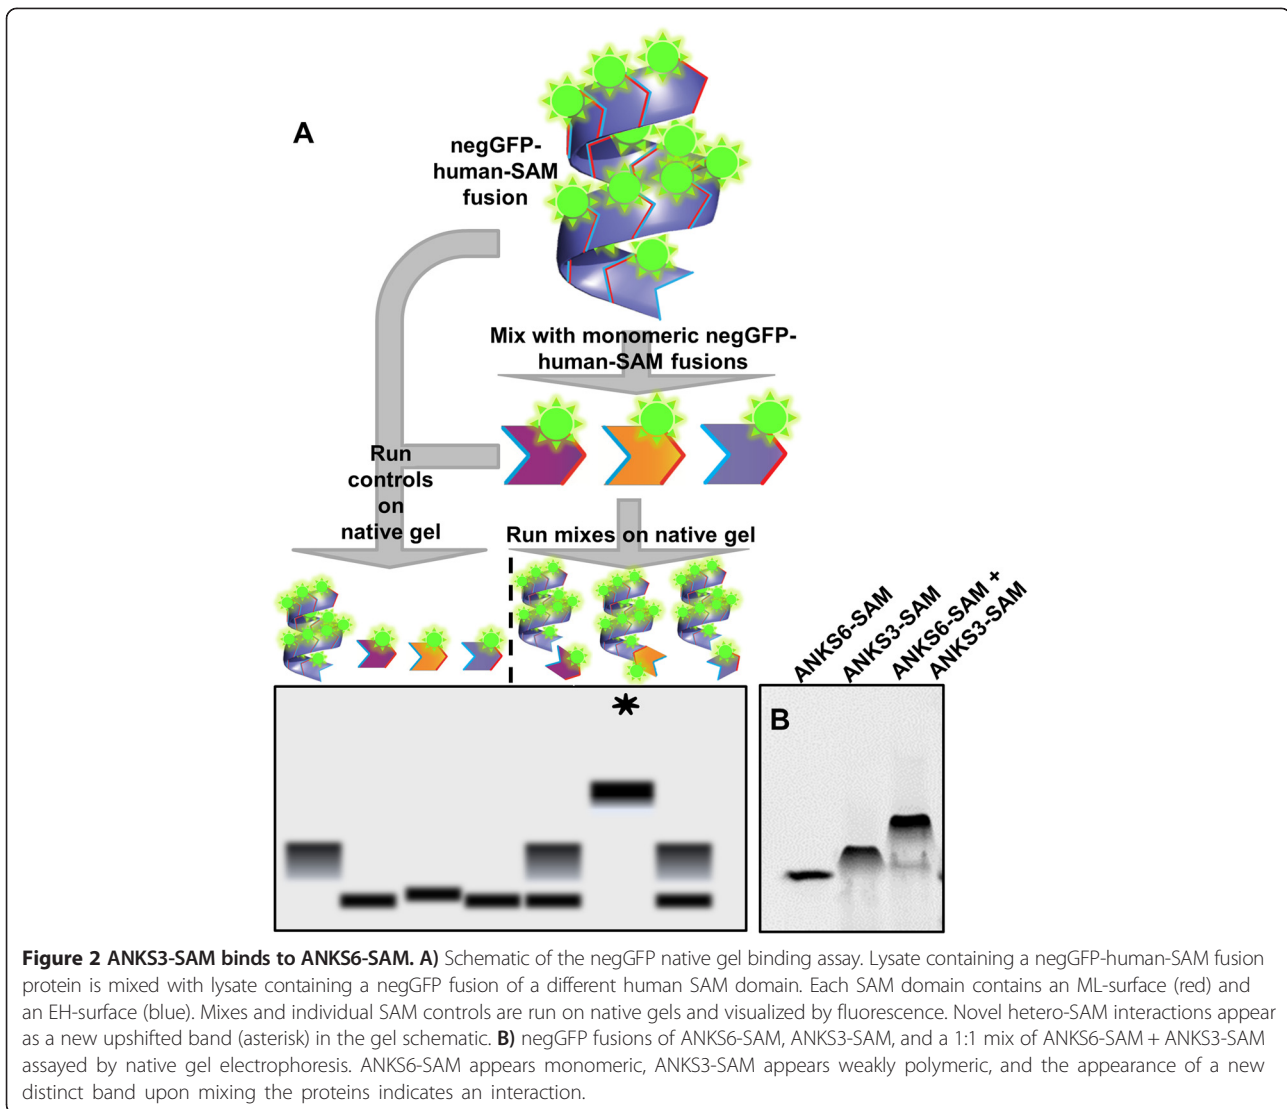 A
negGFP-
human-SAM
fusion
Mix with monomeric negGFP-
human-SAM fusions
Run
controls
on
native gel
Run mixes on native gel
ANKS6-SAM
ANKS3-SAM
ANKS6-SAM +
ANKS3-SAM
B
Figure 2 ANKS3-SAM binds to ANKS6-SAM. A) Schematic of the negGFP native gel binding assay. Lysate containing a negGFP-human-SAM fusion
protein is mixed with lysate containing a negGFP fusion of a different human SAM domain. Each SAM domain contains an ML-surface (red) and
an EH-surface (blue). Mixes and individual SAM controls are run on native gels and visualized by fluorescence. Novel hetero-SAM interactions appear
as a new upshifted band (asterisk) in the gel schematic. B) negGFP fusions of ANKS6-SAM, ANKS3-SAM, and a 1:1 mix of ANKS6-SAM + ANKS3-SAM
assayed by native gel electrophoresis. ANKS6-SAM appears monomeric, ANKS3-SAM appears weakly polymeric, and the appearance of a new
distinct band upon mixing the proteins indicates an interaction.